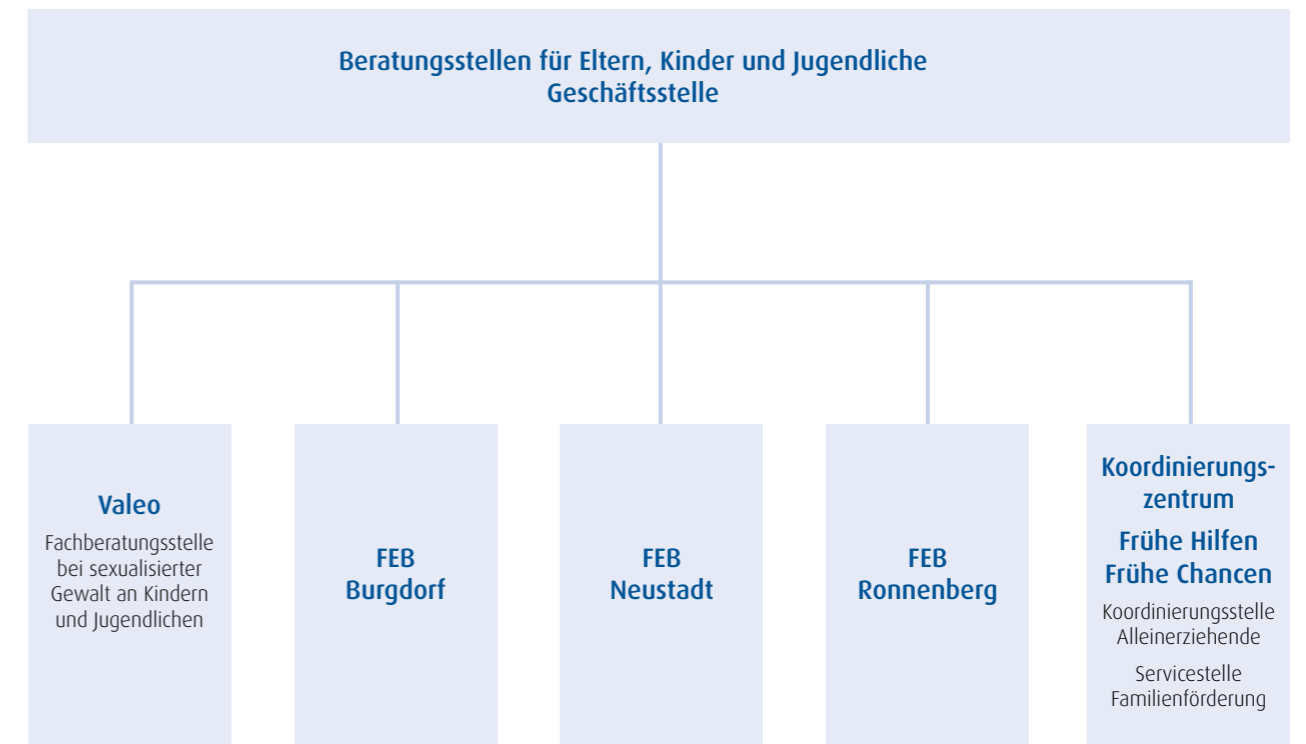 Beratungsstellen für Eltern, Kinder und Jugendliche
Geschäftsstelle
Valeo
Fachberatungsstelle
bei sexualisierter
Gewalt an Kindern
und Jugendlichen
FEB
Burgdorf
FEB
Neustadt
FEB
Ronnenberg
Koordinierungs-
zentrum
Frühe Hilfen
Frühe Chancen
Koordinierungsstelle
Alleinerziehende
Servicestelle
Familienförderung